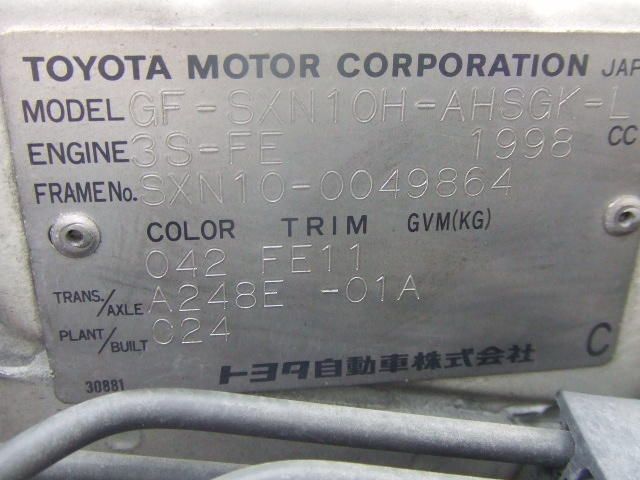 TOYOTA MOTOR CORPORATION JAP
MODEL GF-SXN10H-AHSGK-L
ENGINE 3S-FE 1998 CC
FRAME No. SXN10-0049864
COLOR TRIM GVM(KG)
042 FE11
TRANS./AXLE A248E -01A
PLANT/BUILT C24
トヨタ自動車株式会社 C
30881